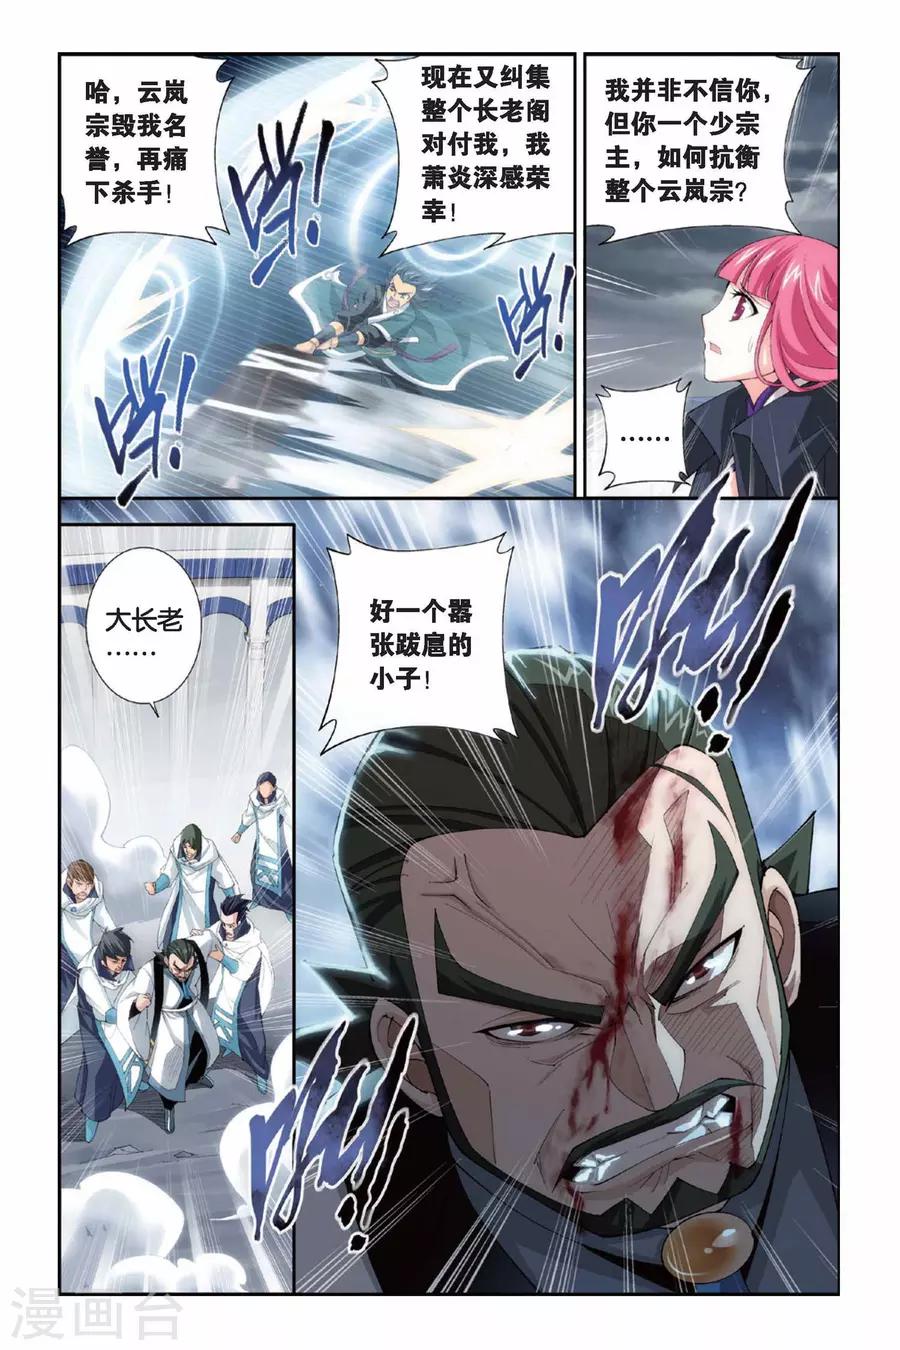 哈，云岚
宗毁我名
誉，再痛
下杀手！
现在又纠集
整个长老阁
对付我，我
萧炎深感荣
幸！
我并非不信你，
但你一个少宗
主，如何抗衡
整个云岚宗？
……
大长老
……
好一个嚣
张跋扈的
小子！
漫画台